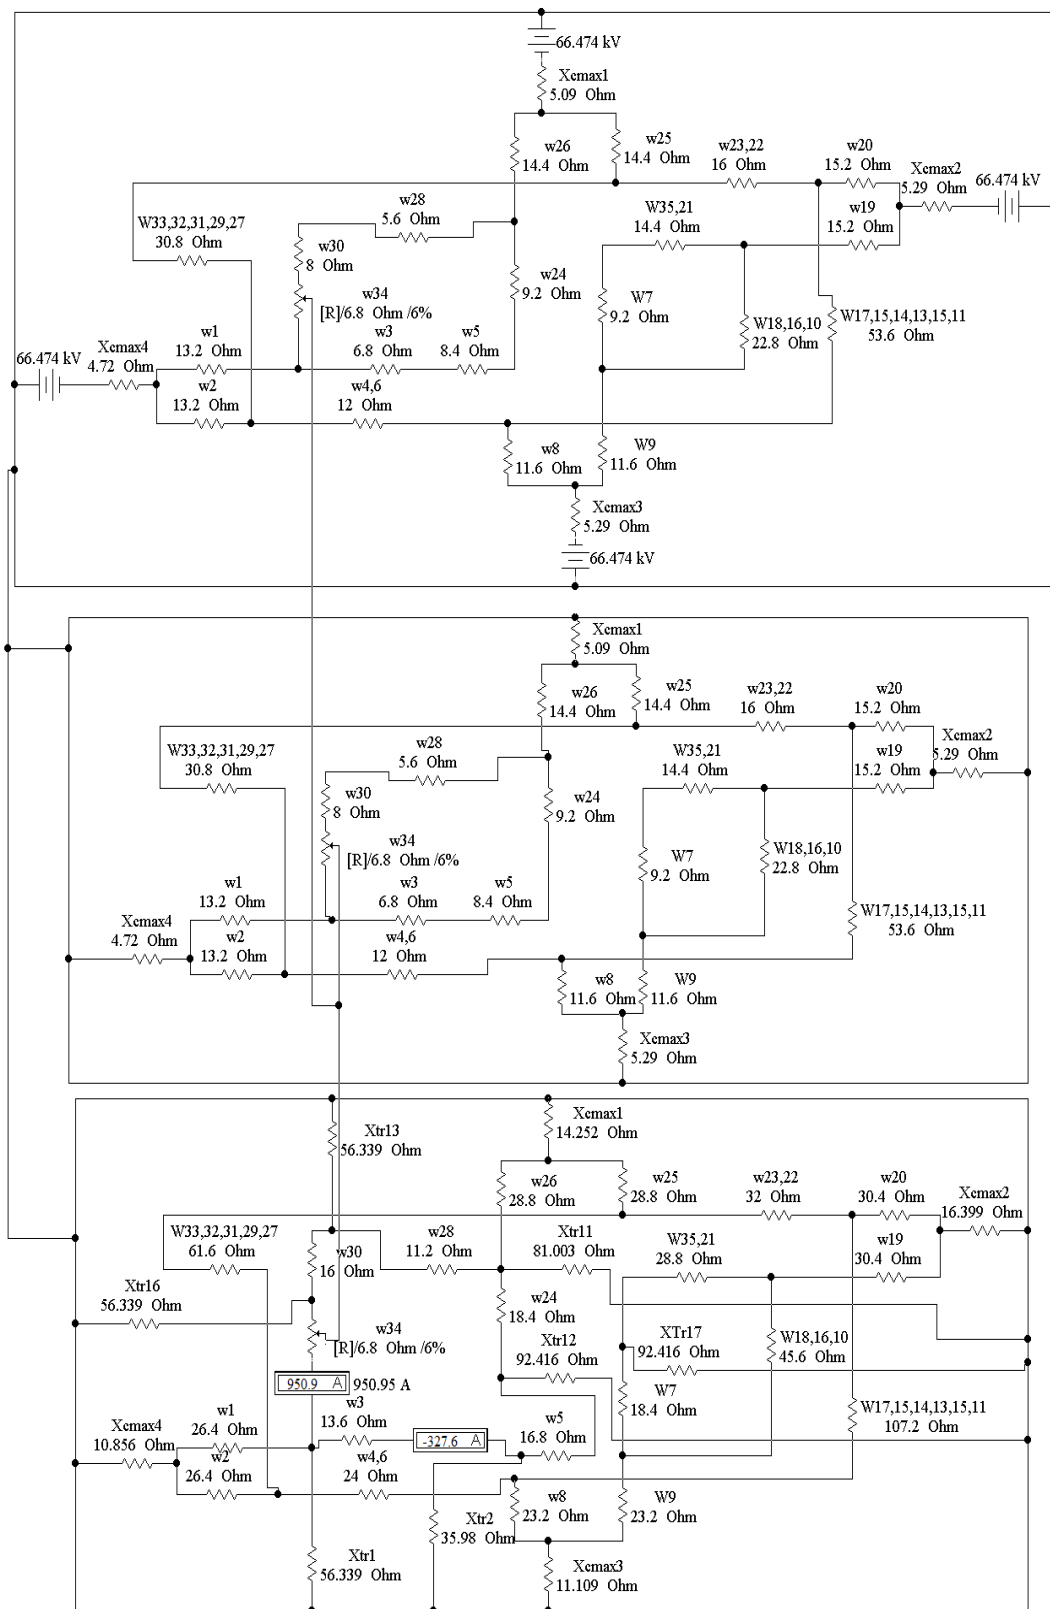 66.474 kV
Xcmax1
5.09 Ohm
w26
14.4 Ohm
w25
14.4 Ohm
w23,22
16 Ohm
w20
15.2 Ohm
Xcmax2
5.29 Ohm
66.474 kV
w28
5.6 Ohm
W33,32,31,29,27
30.8 Ohm
W35,21
14.4 Ohm
w19
15.2 Ohm
w30
8 Ohm
w24
9.2 Ohm
w34
[R]/6.8 Ohm /6%
W7
9.2 Ohm
W18,16,10
22.8 Ohm
W17,15,14,13,15,11
53.6 Ohm
66.474 kV
Xcmax4
4.72 Ohm
w1
13.2 Ohm
w3
6.8 Ohm
w5
8.4 Ohm
w2
13.2 Ohm
w4,6
12 Ohm
w8
11.6 Ohm
W9
11.6 Ohm
Xcmax3
5.29 Ohm
66.474 kV
Xcmax1
5.09 Ohm
w26
14.4 Ohm
w25
14.4 Ohm
w23,22
16 Ohm
w20
15.2 Ohm
Xcmax2
5.29 Ohm
W33,32,31,29,27
30.8 Ohm
w28
5.6 Ohm
W35,21
14.4 Ohm
w19
15.2 Ohm
w30
8 Ohm
w24
9.2 Ohm
w34
[R]/6.8 Ohm /6%
W7
9.2 Ohm
W18,16,10
22.8 Ohm
w1
13.2 Ohm
w3
6.8 Ohm
w5
8.4 Ohm
W17,15,14,13,15,11
53.6 Ohm
Xcmax4
4.72 Ohm
w2
13.2 Ohm
w4,6
12 Ohm
w8
11.6 Ohm
W9
11.6 Ohm
Xcmax3
5.29 Ohm
Xcmax1
14.252 Ohm
Xtr13
56.339 Ohm
w26
28.8 Ohm
w25
28.8 Ohm
w23,22
32 Ohm
w20
30.4 Ohm
Xcmax2
16.399 Ohm
W33,32,31,29,27
61.6 Ohm
w30
16 Ohm
w28
11.2 Ohm
Xtr11
81.003 Ohm
W35,21
28.8 Ohm
w19
30.4 Ohm
Xtr16
56.339 Ohm
w24
18.4 Ohm
w34
[R]/6.8 Ohm /6%
Xtr12
92.416 Ohm
XTr17
92.416 Ohm
W18,16,10
45.6 Ohm
950.9 A
950.95 A
W7
18.4 Ohm
W17,15,14,13,15,11
107.2 Ohm
Xcmax4
10.856 Ohm
w1
26.4 Ohm
w3
13.6 Ohm
-327.6 A
w5
16.8 Ohm
w2
26.4 Ohm
w4,6
24 Ohm
w8
23.2 Ohm
W9
23.2 Ohm
Xtr2
35.98 Ohm
Xtr1
56.339 Ohm
Xcmax3
11.109 Ohm